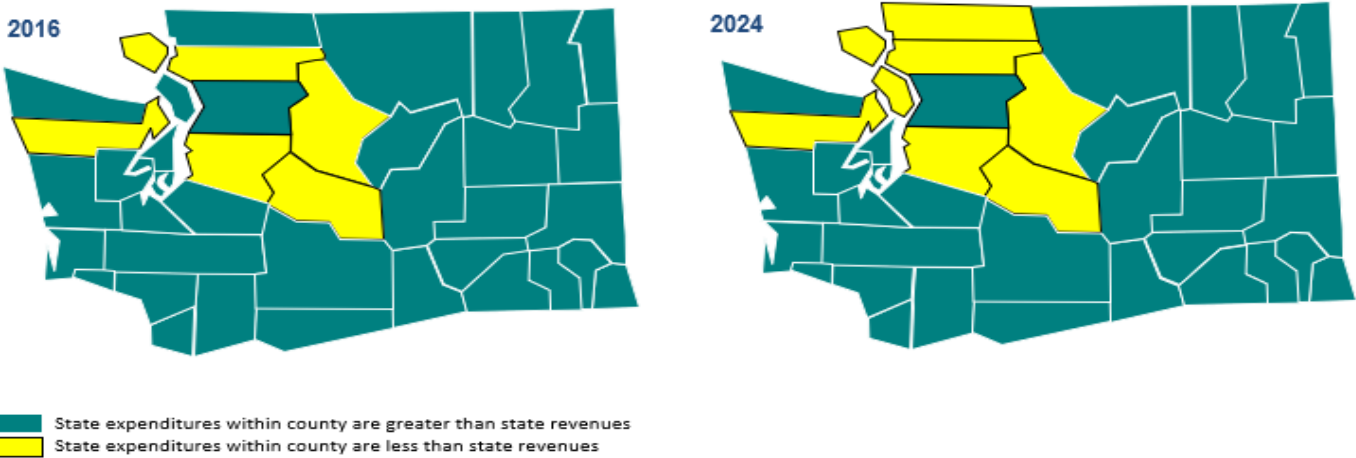 2016
2024
State expenditures within county are greater than state revenues
State expenditures within county are less than state revenues